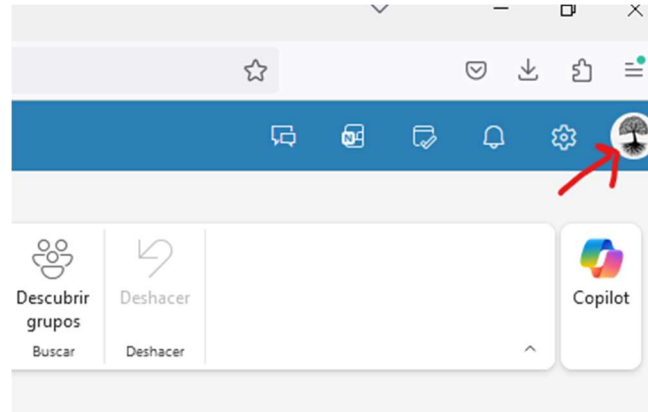 Descubrir
grupos
Buscar
Deshacer
Deshacer
Copilot